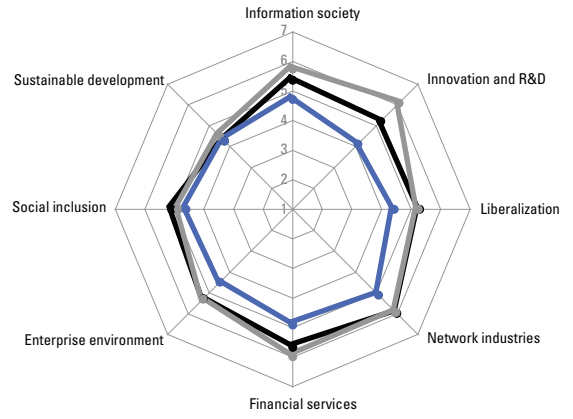 Information society
7
6
5
4
3
2
1
Sustainable development
Innovation and R&D
Social inclusion
Liberalization
Enterprise environment
Network industries
Financial services